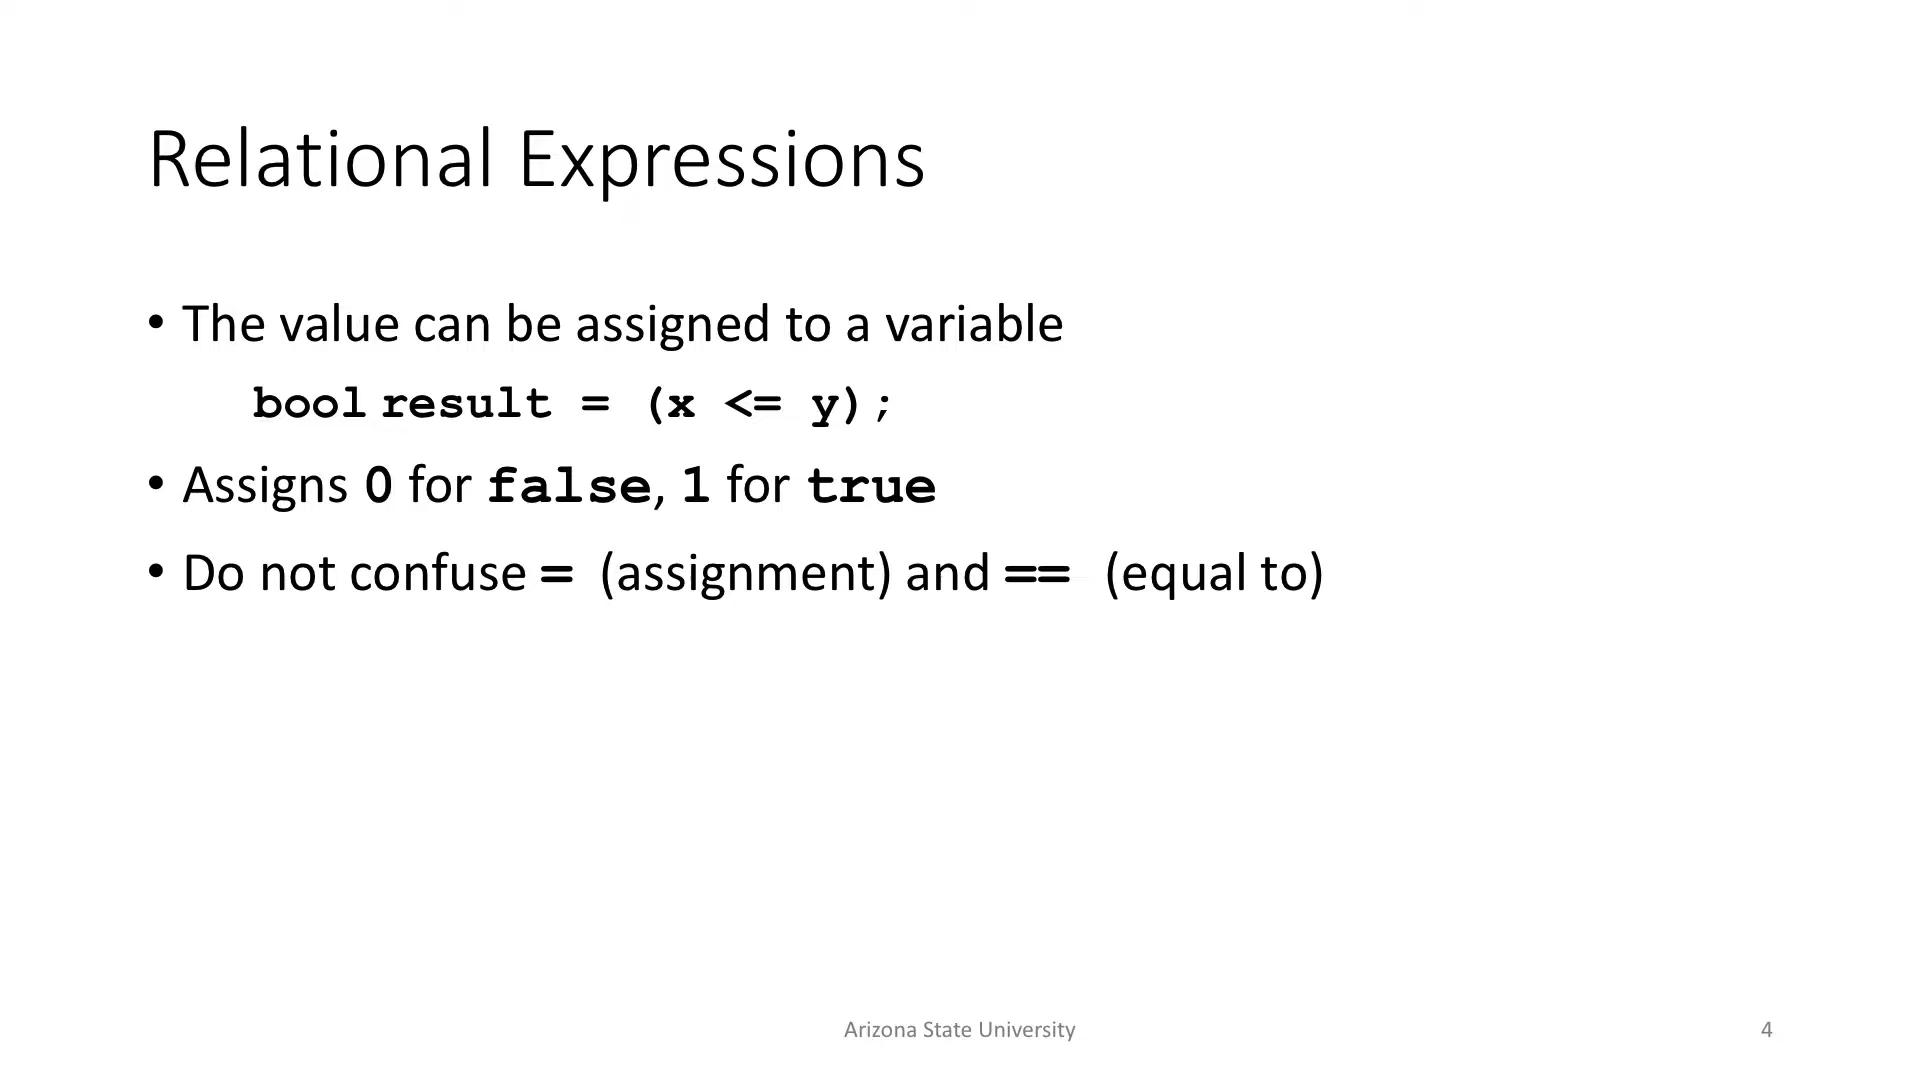 Relational Expressions
• The value can be assigned to a variable
bool result = (x <= y);
• Assigns 0 for false, 1 for true
• Do not confuse = (assignment) and == (equal to)
Arizona State University
4